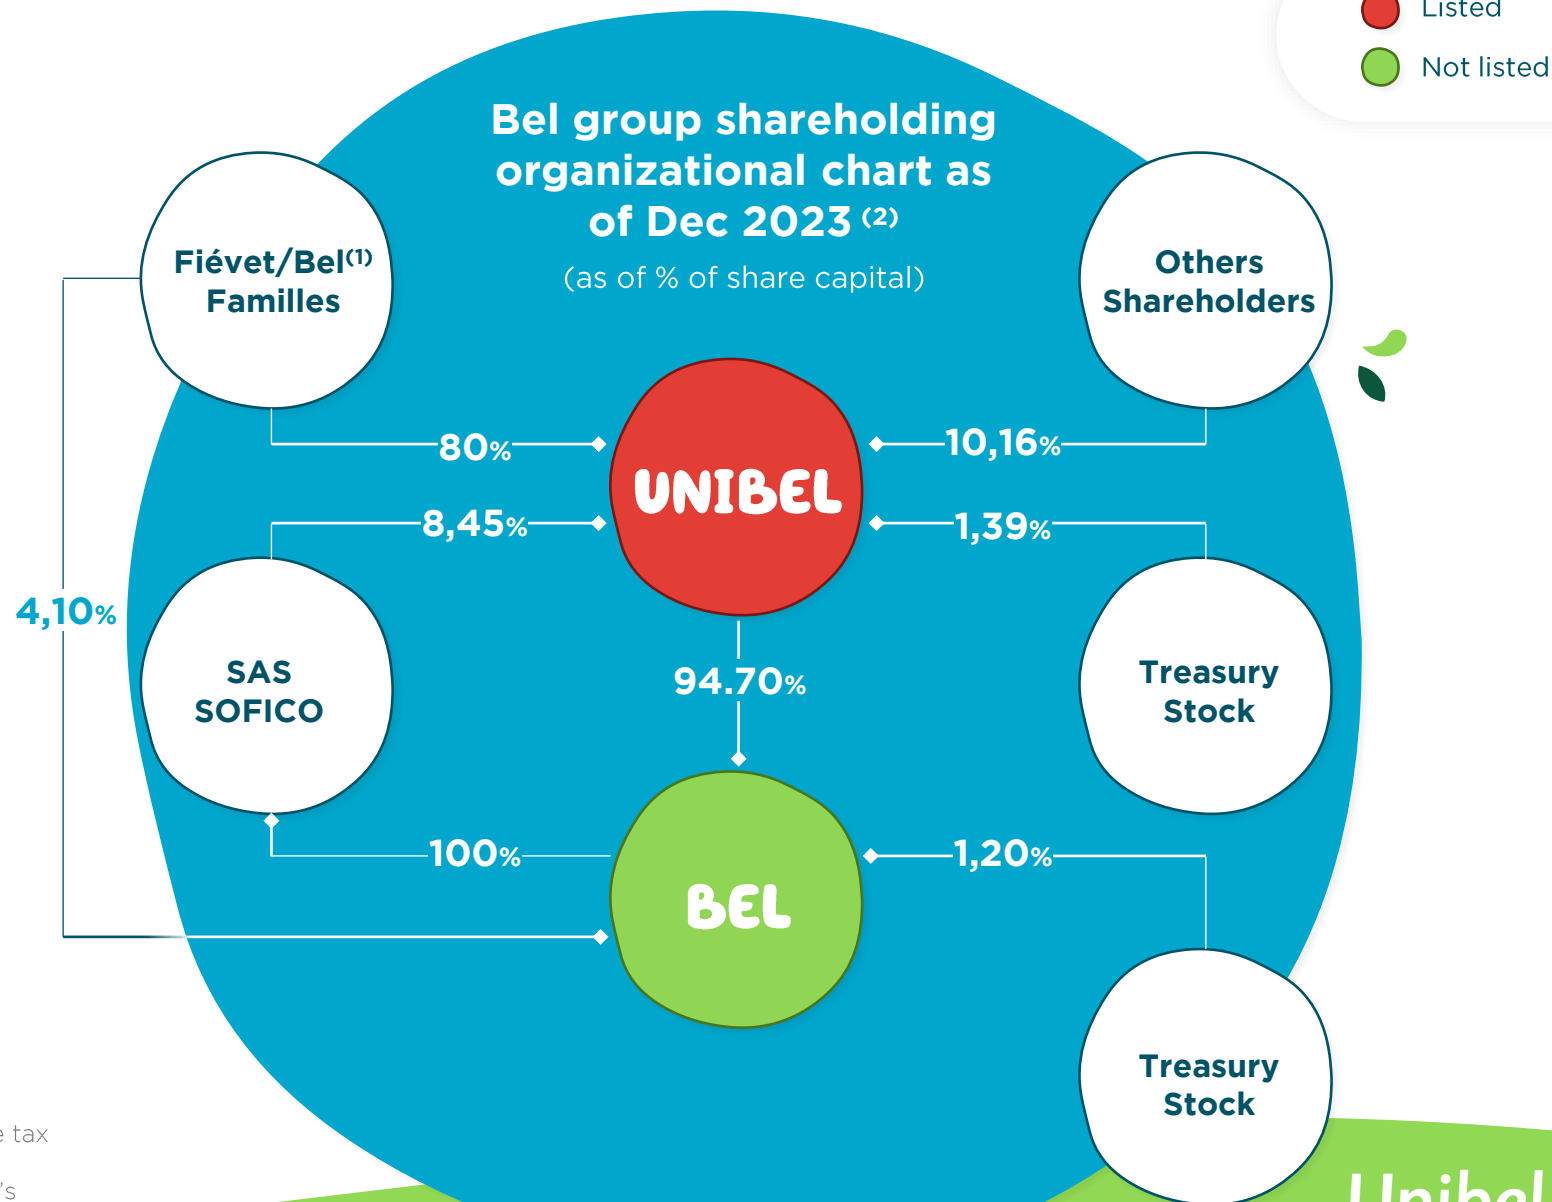 Listed
Not listed
Bel group shareholding
organizational chart as
of Dec 2023 (2)
(as of % of share capital)
Fiévet/Bel(1)
Familles
Others
Shareholders
80%
UNIBEL
10,16%
8,45%
1,39%
4,10%
SAS
SOFICO
94.70%
Treasury
Stock
100%
1,20%
BEL
Treasury
Stock
e tax
's
Unibel